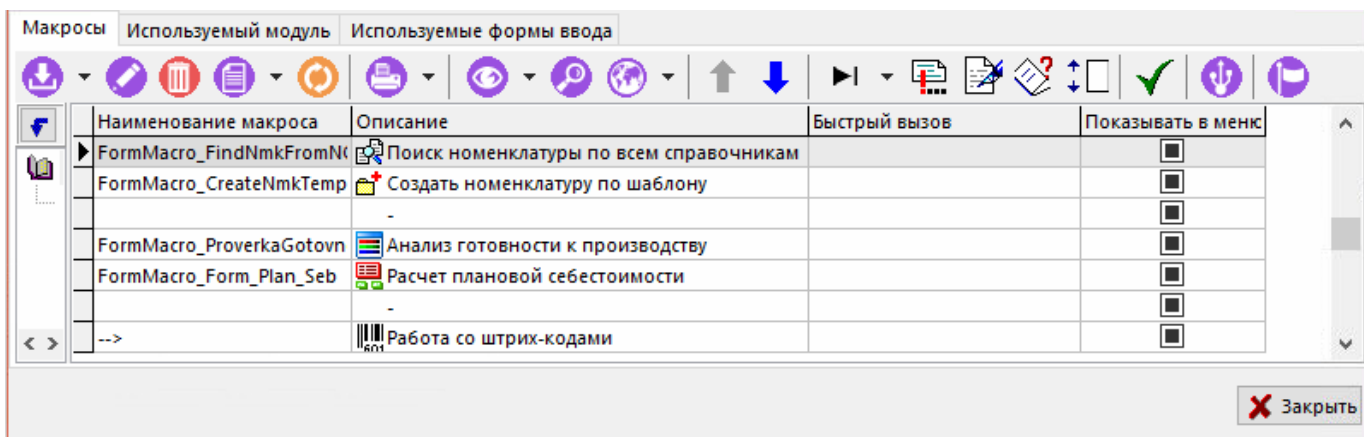 Макросы Используемый модуль Используемые формы ввода
Наименование макроса Описание Быстрый вызов Показывать в меню
FormMacro_FindNmkFromN Поиск номенклатуры по всем справочникам
FormMacro_CreateNmkTemp Создать номенклатуру по шаблону
-
FormMacro_ProverkaGotovn Анализ готовности к производству
FormMacro_Form_Plan_Seb Расчет плановой себестоимости
-
--> Работа со штрих-кодами
Закрыть